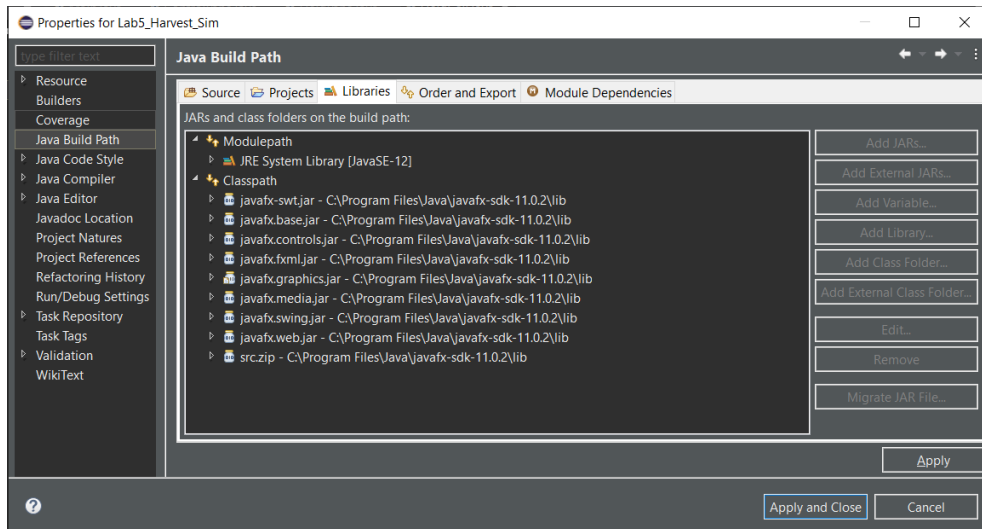 Properties for Lab5_Harvest_Sim
type filter text
Java Build Path
Resource
Builders
Coverage
Java Build Path
Java Code Style
Java Compiler
Java Editor
Javadoc Location
Project Natures
Project References
Refactoring History
Run/Debug Settings
Task Repository
Task Tags
Validation
WikiText
Source Projects Libraries Order and Export Module Dependencies
JARs and class folders on the build path:
Modulepath
JRE System Library [JavaSE-12]
Classpath
javafx-swt.jar - C:\Program Files\Java\javafx-sdk-11.0.2\lib
javafx.base.jar - C:\Program Files\Java\javafx-sdk-11.0.2\lib
javafx.controls.jar - C:\Program Files\Java\javafx-sdk-11.0.2\lib
javafx.fxml.jar - C:\Program Files\Java\javafx-sdk-11.0.2\lib
javafx.graphics.jar - C:\Program Files\Java\javafx-sdk-11.0.2\lib
javafx.media.jar - C:\Program Files\Java\javafx-sdk-11.0.2\lib
javafx.swing.jar - C:\Program Files\Java\javafx-sdk-11.0.2\lib
javafx.web.jar - C:\Program Files\Java\javafx-sdk-11.0.2\lib
src.zip - C:\Program Files\Java\javafx-sdk-11.0.2\lib
Add JARs...
Add External JARs...
Add Variable...
Add Library...
Add Class Folder...
Add External Class Folder...
Edit...
Remove
Migrate JAR File...
Apply
?
Apply and Close
Cancel